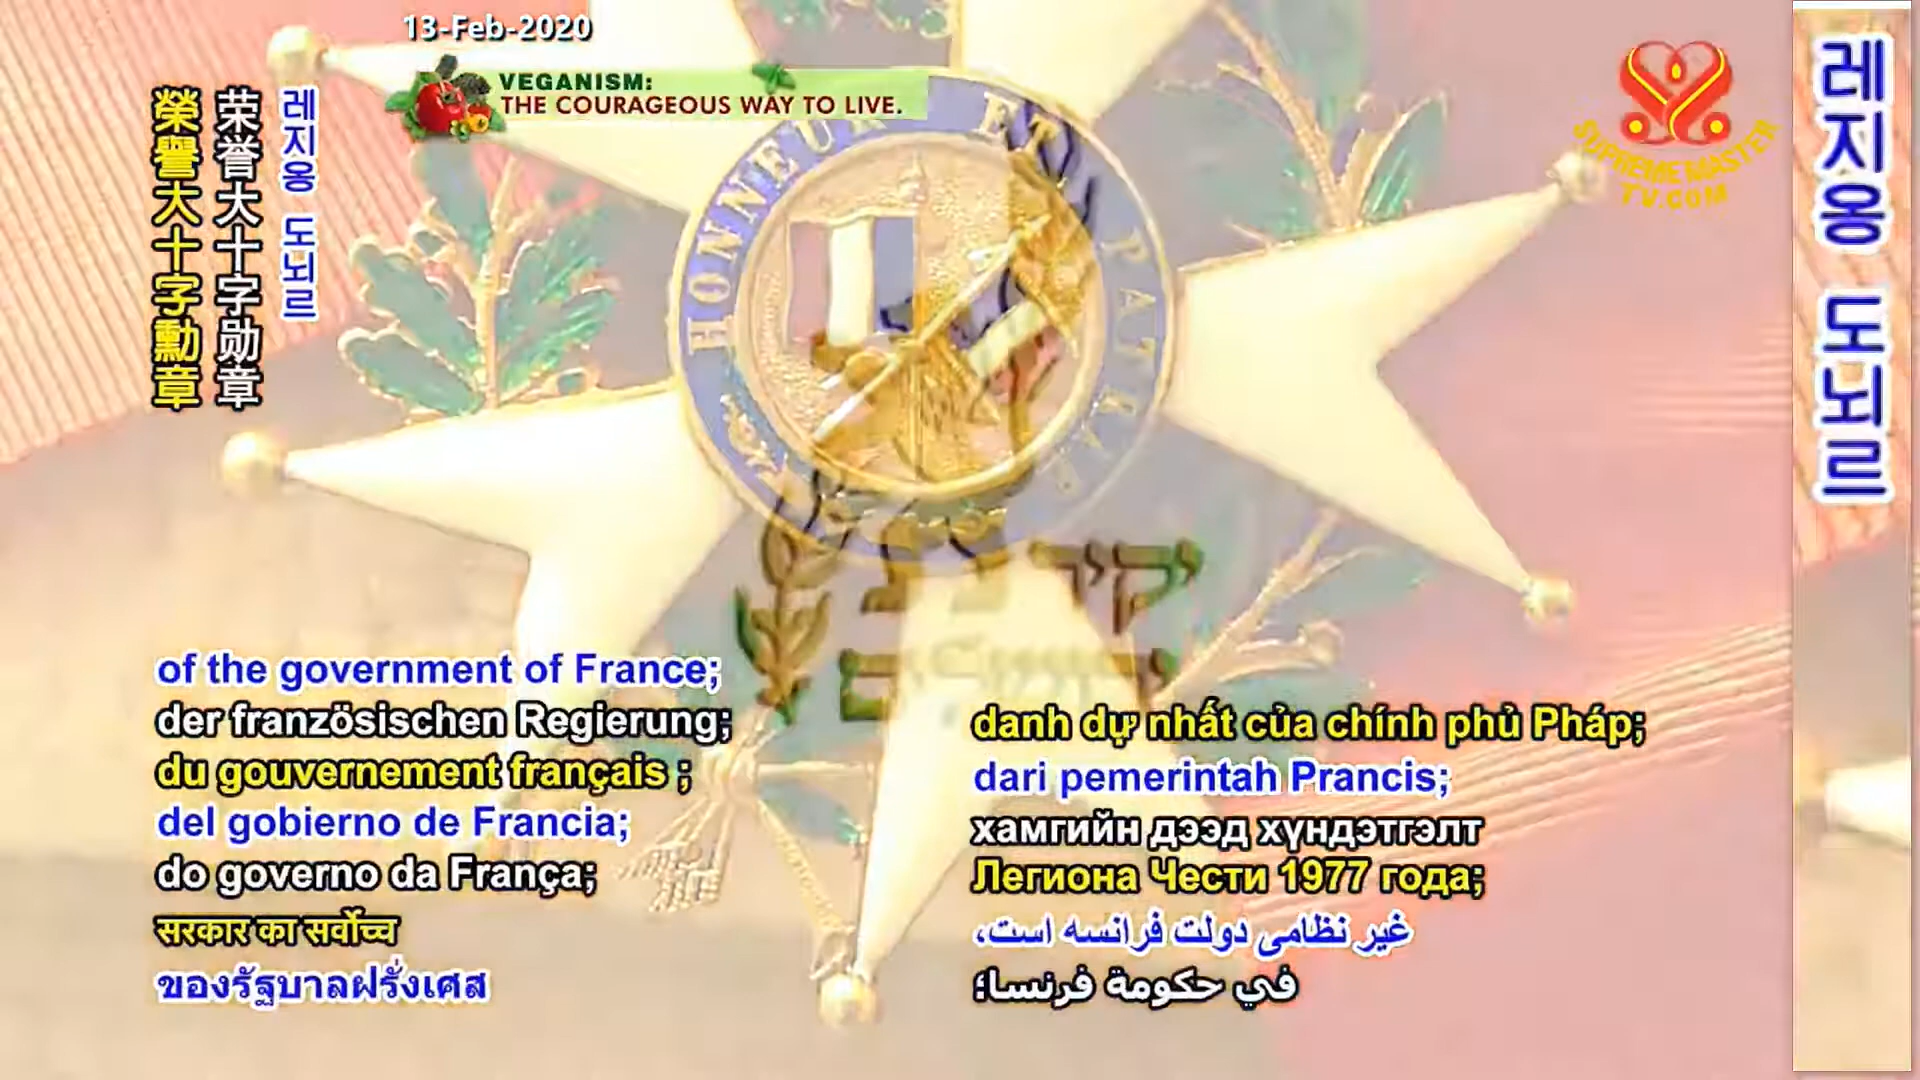 13-Feb-2020
VEGANISM:
THE COURAGEOUS WAY TO LIVE.
SUPREME MASTER
TV.COM
榮譽大十字勳章
荣誉大十字勋章
레지옹 도뇌르
레지옹 도뇌르
HONNEUR ET PATRIE
יקיר
of the government of France;
der französischen Regierung;
du gouvernement français ;
del gobierno de Francia;
do governo da França;
सरकार का सर्वोच्च
ของรัฐบาลฝรั่งเศส
danh dự nhất của chính phủ Pháp;
dari pemerintah Prancis;
хамгийн дээд хүндэтгэлт
Легиона Чести 1977 года;
غیر نظامی دولت فرانسه است،
في حكومة فرنسا؛